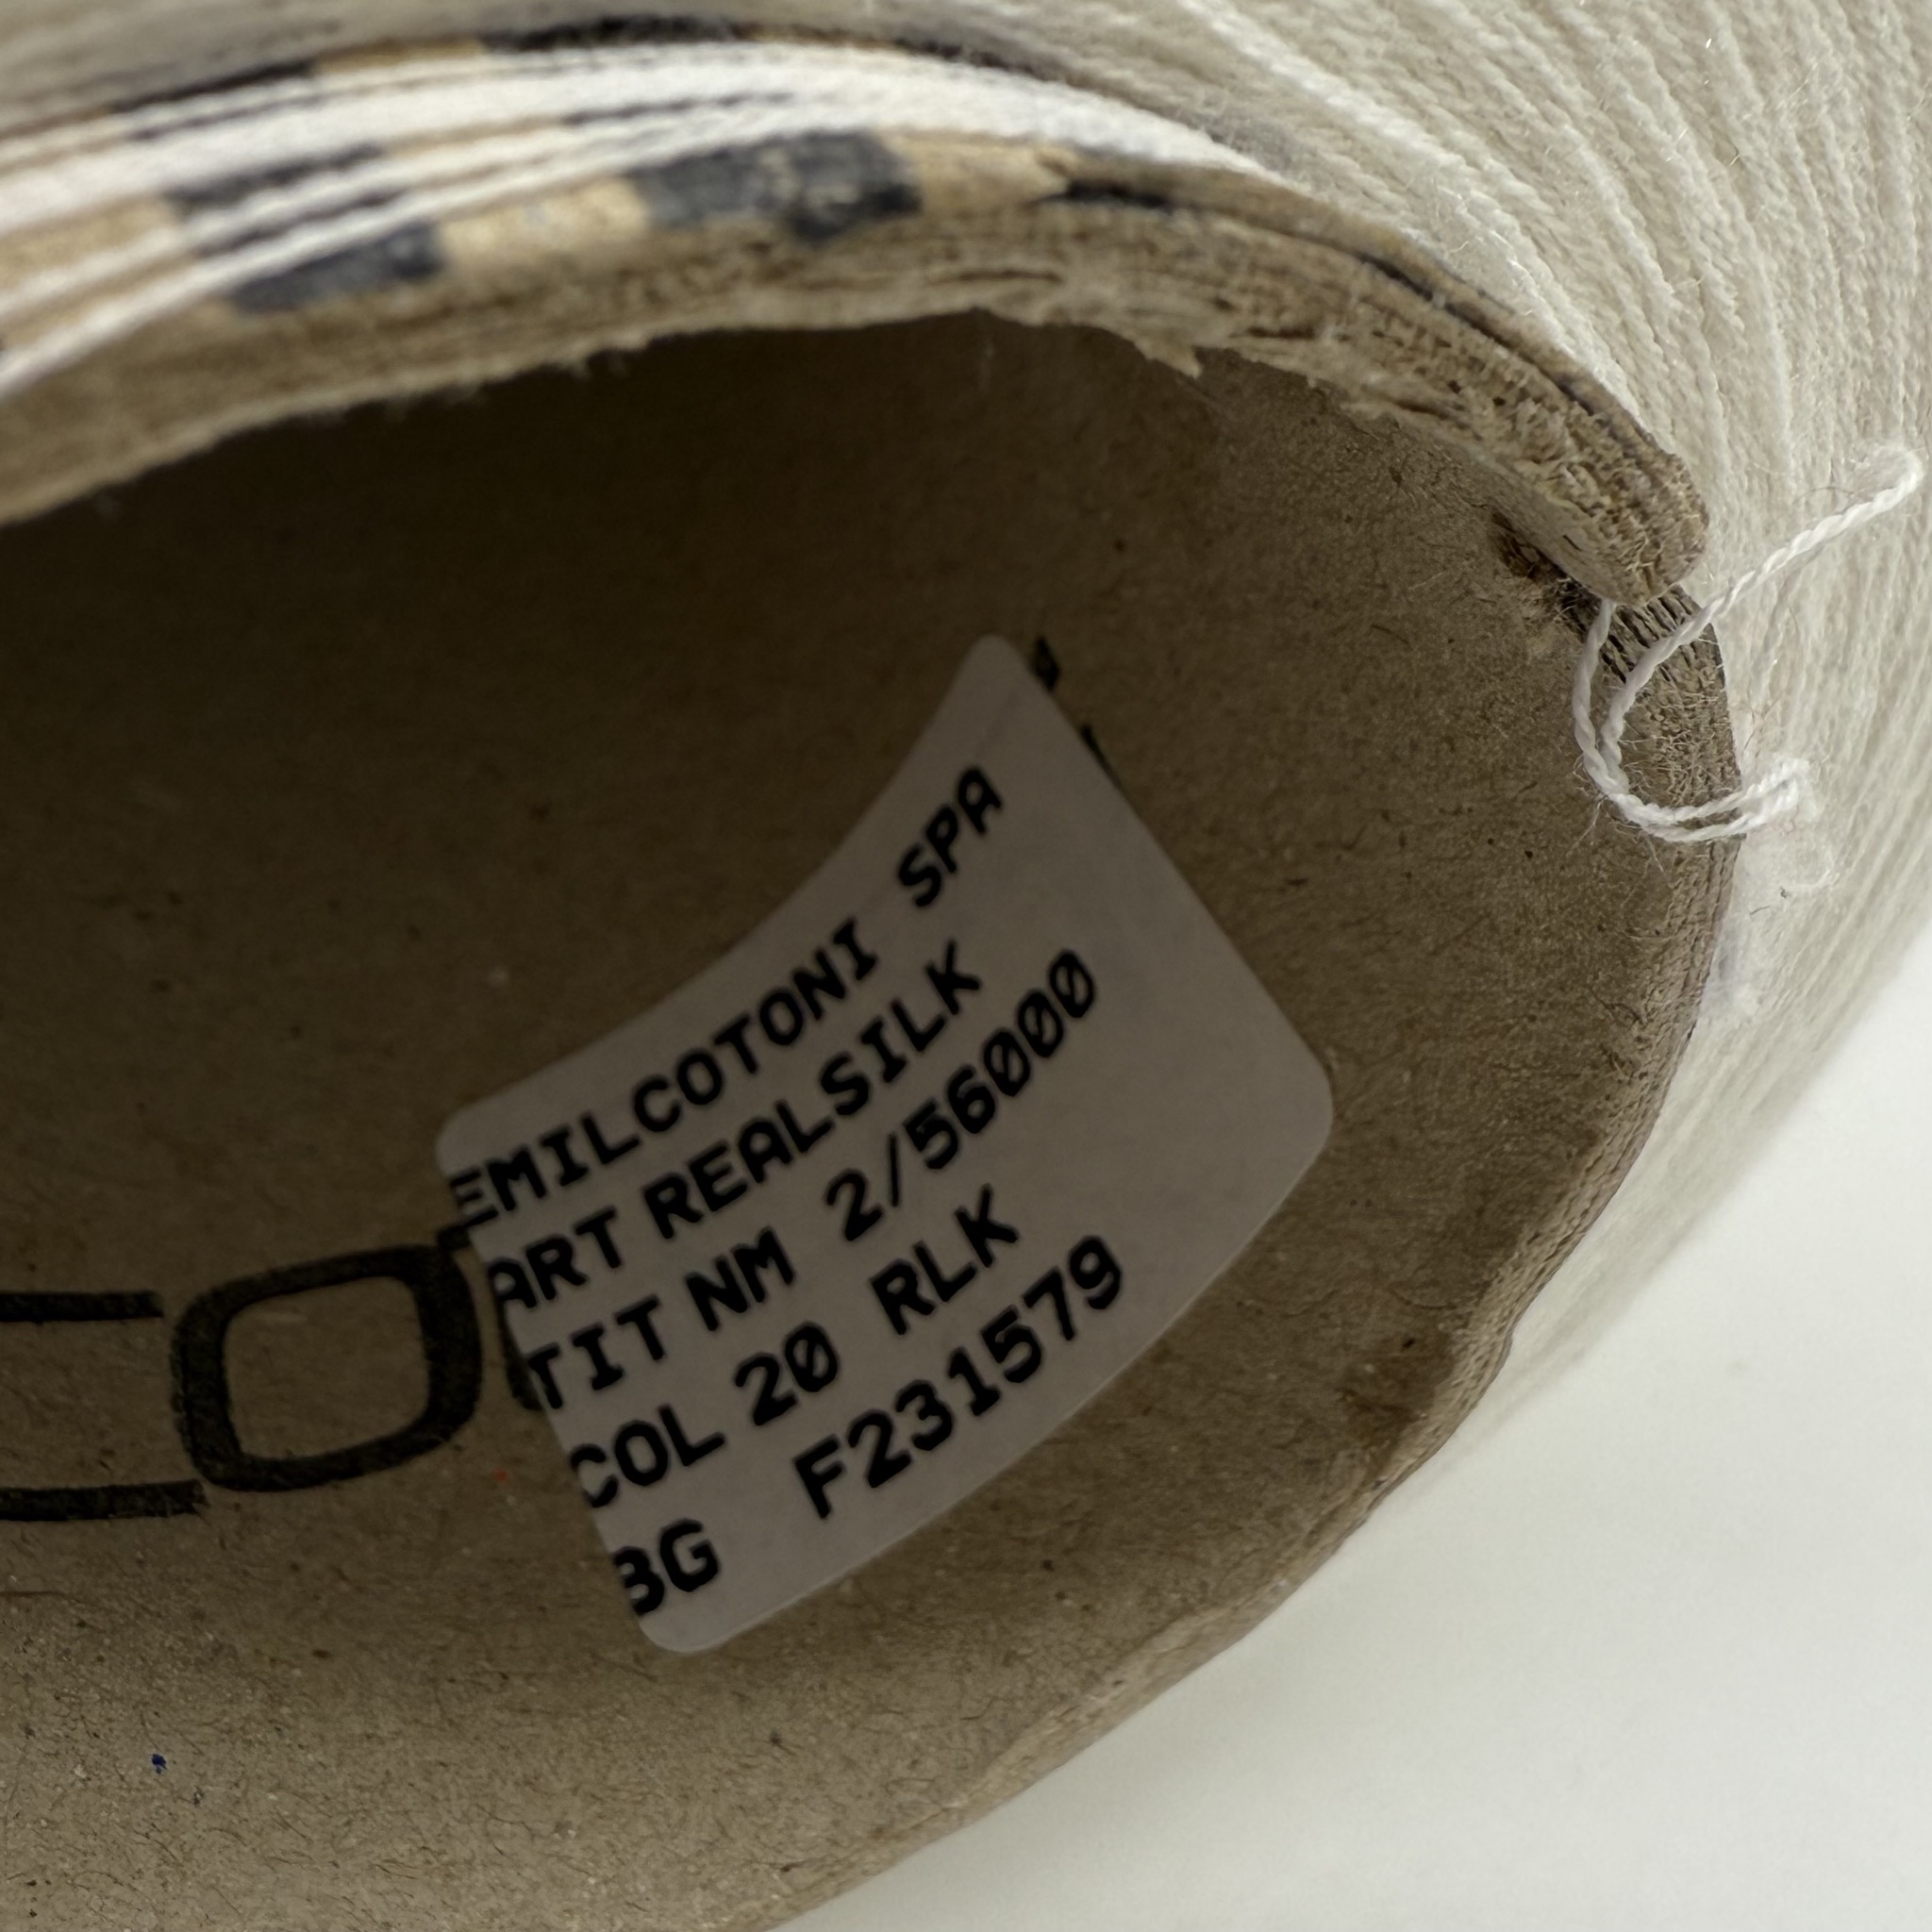 EMILCOTONI SPA
ART REALSILK
TIT NM 2/56000
COL 20 RLK
BG F231579